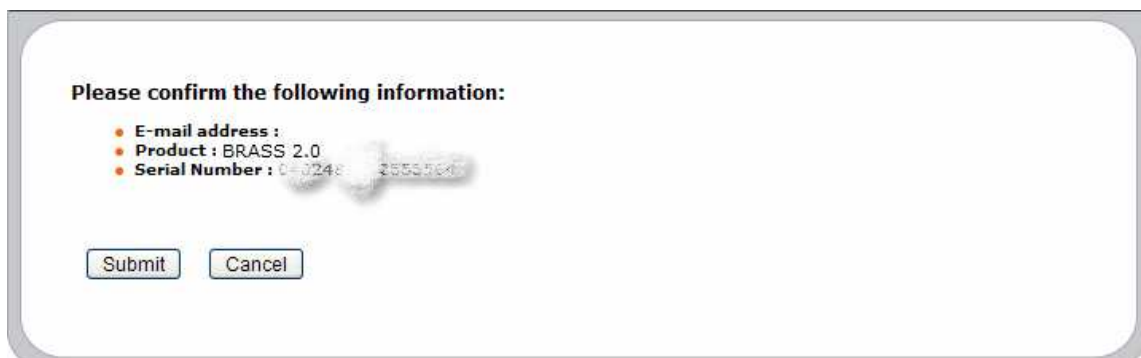 Please confirm the following information:
E-mail address :
Product : BRASS 2.0
Serial Number :
Submit Cancel